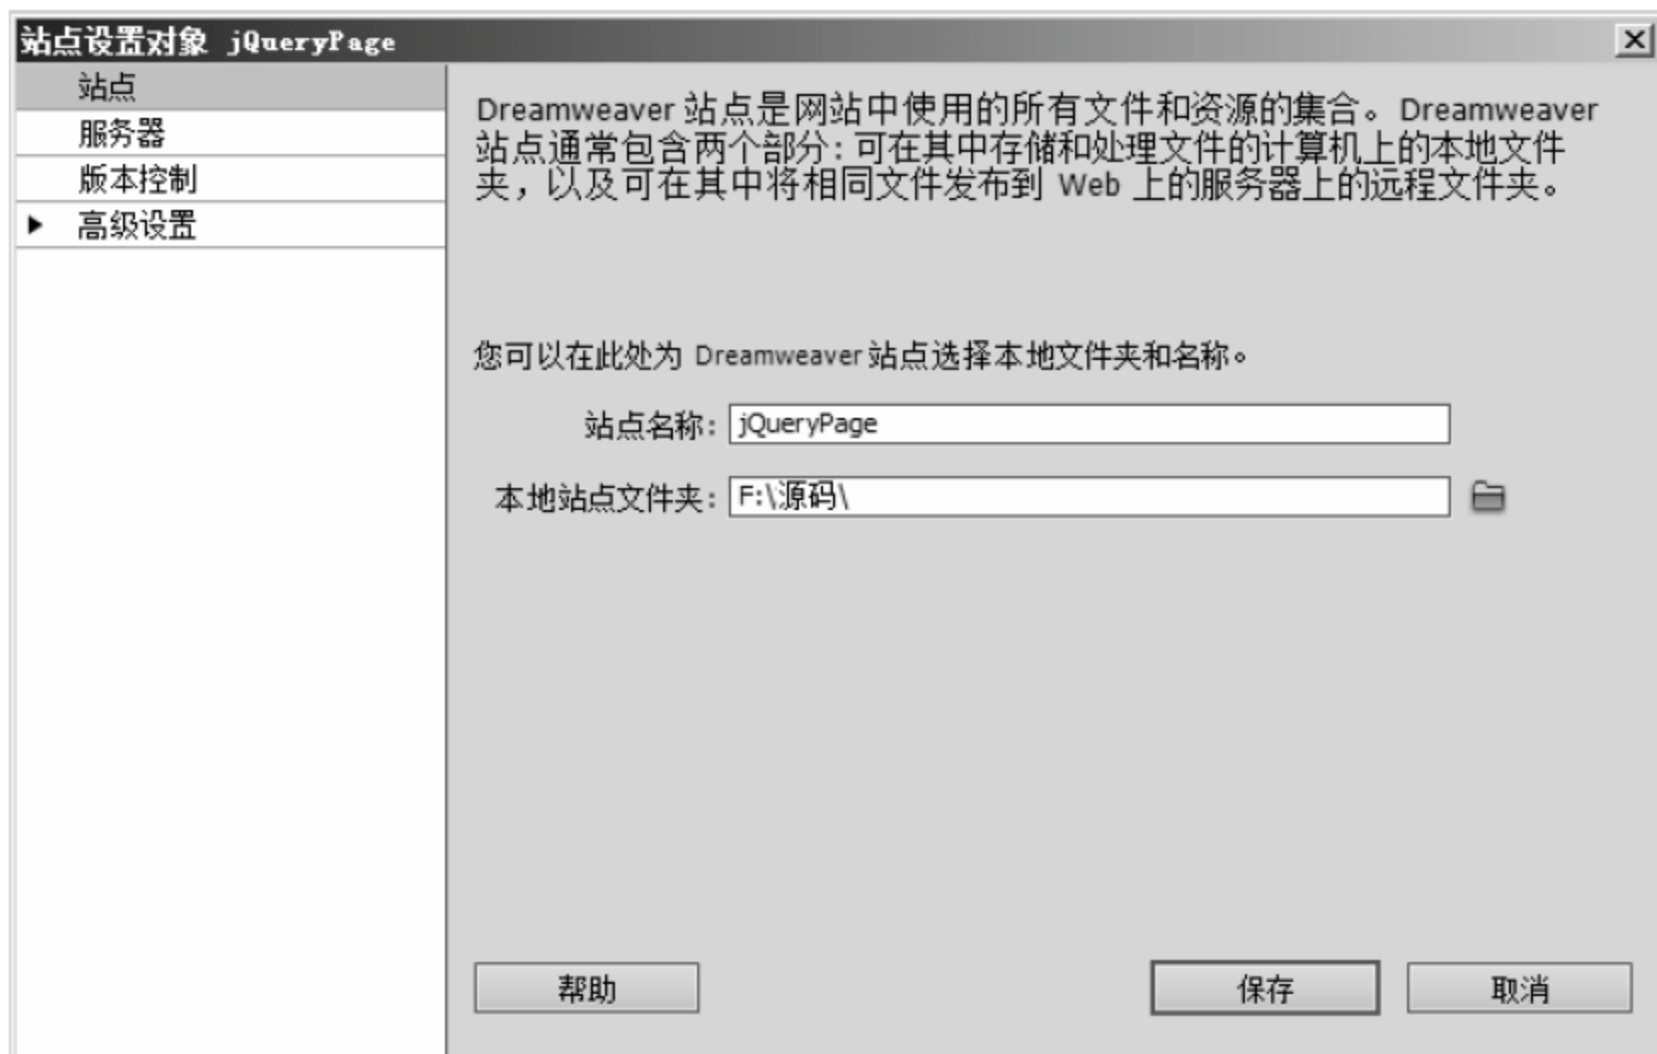 站点设置对象 jQueryPage
站点
服务器
版本控制
高级设置
Dreamweaver 站点是网站中使用的所有文件和资源的集合。Dreamweaver
站点通常包含两个部分:可在其中存储和处理文件的计算机上的本地文件
夹，以及可在其中将相同文件发布到 Web 上的服务器上的远程文件夹。
您可以在此处为 Dreamweaver 站点选择本地文件夹和名称。
站点名称: jQueryPage
本地站点文件夹: F:\源码\
帮助 保存 取消